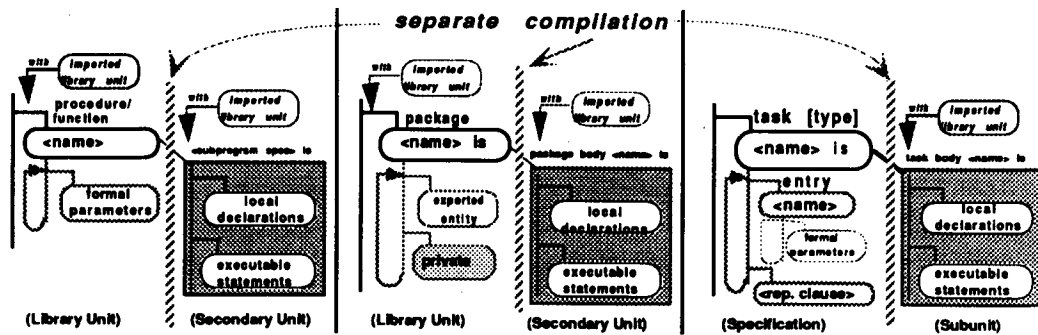 separate compilation
with
imported
library unit
procedure/
function
<name>
formal
parameters
(Library Unit)
with
imported
library unit
<subprogram spec> is
local
declarations
executable
statements
(Secondary Unit)
with
imported
library unit
package
<name> is
exported
entity
private
(Library Unit)
with
imported
library unit
package body <name> is
local
declarations
executable
statements
(Secondary Unit)
task [type]
<name> is
entry
<name>
formal
parameters
<rep. clause>
(Specification)
with
imported
library unit
task body <name> is
local
declarations
executable
statements
(Subunit)